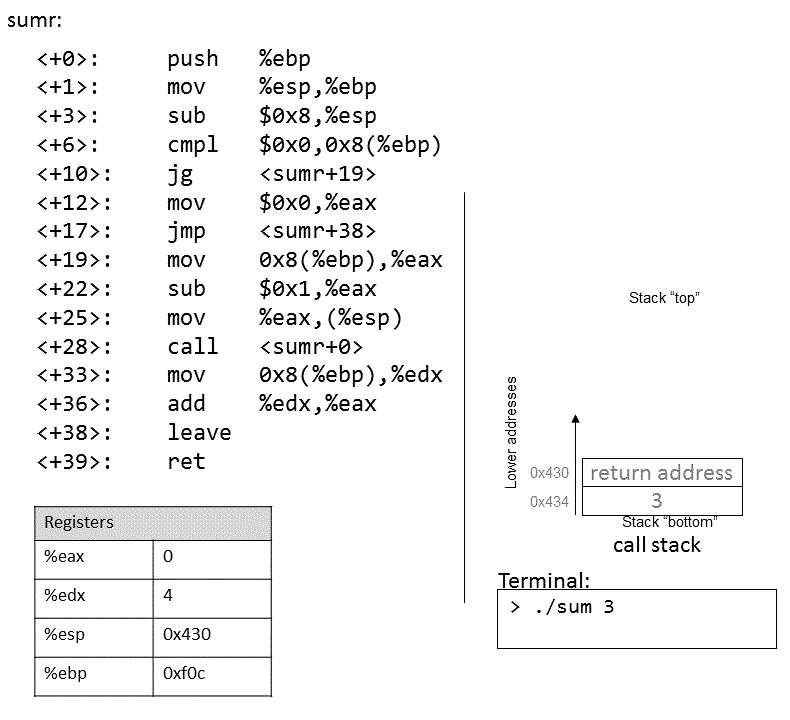 sumr:
<+0>: push %ebp
<+1>: mov %esp,%ebp
<+3>: sub $0x8,%esp
<+6>: cmpl $0x0,0x8(%ebp)
<+10>: jg <sumr+19>
<+12>: mov $0x0,%eax
<+17>: jmp <sumr+38>
<+19>: mov 0x8(%ebp),%eax
<+22>: sub $0x1,%eax
<+25>: mov %eax,(%esp)
<+28>: call <sumr+0>
<+33>: mov 0x8(%ebp),%edx
<+36>: add %edx,%eax
<+38>: leave
<+39>: ret
Registers
%eax 0
%edx 4
%esp 0x430
%ebp 0xf0c
Stack “top”
Lower addresses
0x430 return address
0x434 3
Stack “bottom”
call stack
Terminal:
> ./sum 3